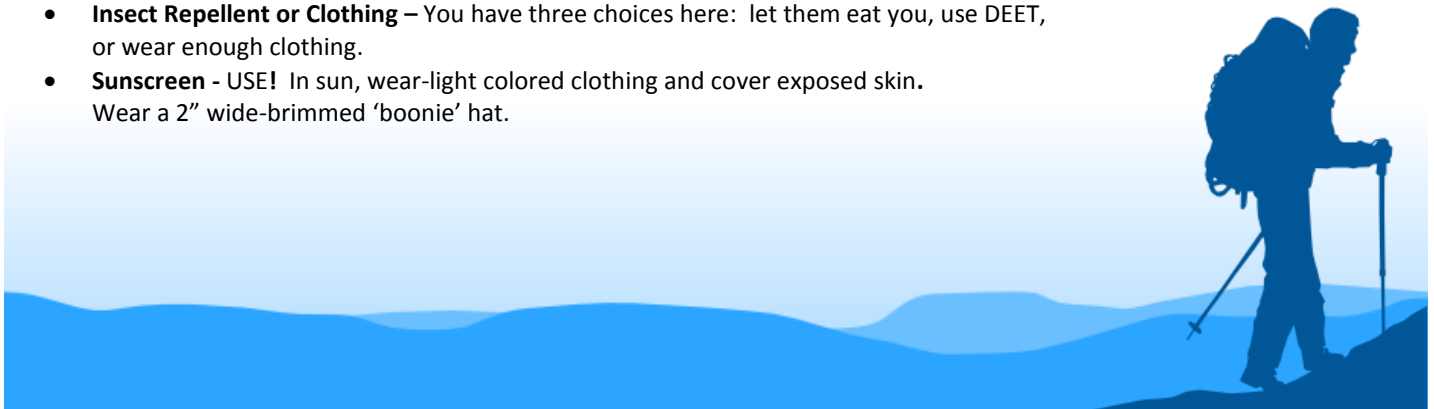 • Insect Repellent or Clothing – You have three choices here:  let them eat you, use DEET,
or wear enough clothing.
• Sunscreen - USE!  In sun, wear-light colored clothing and cover exposed skin.
Wear a 2” wide-brimmed ‘boonie’ hat.